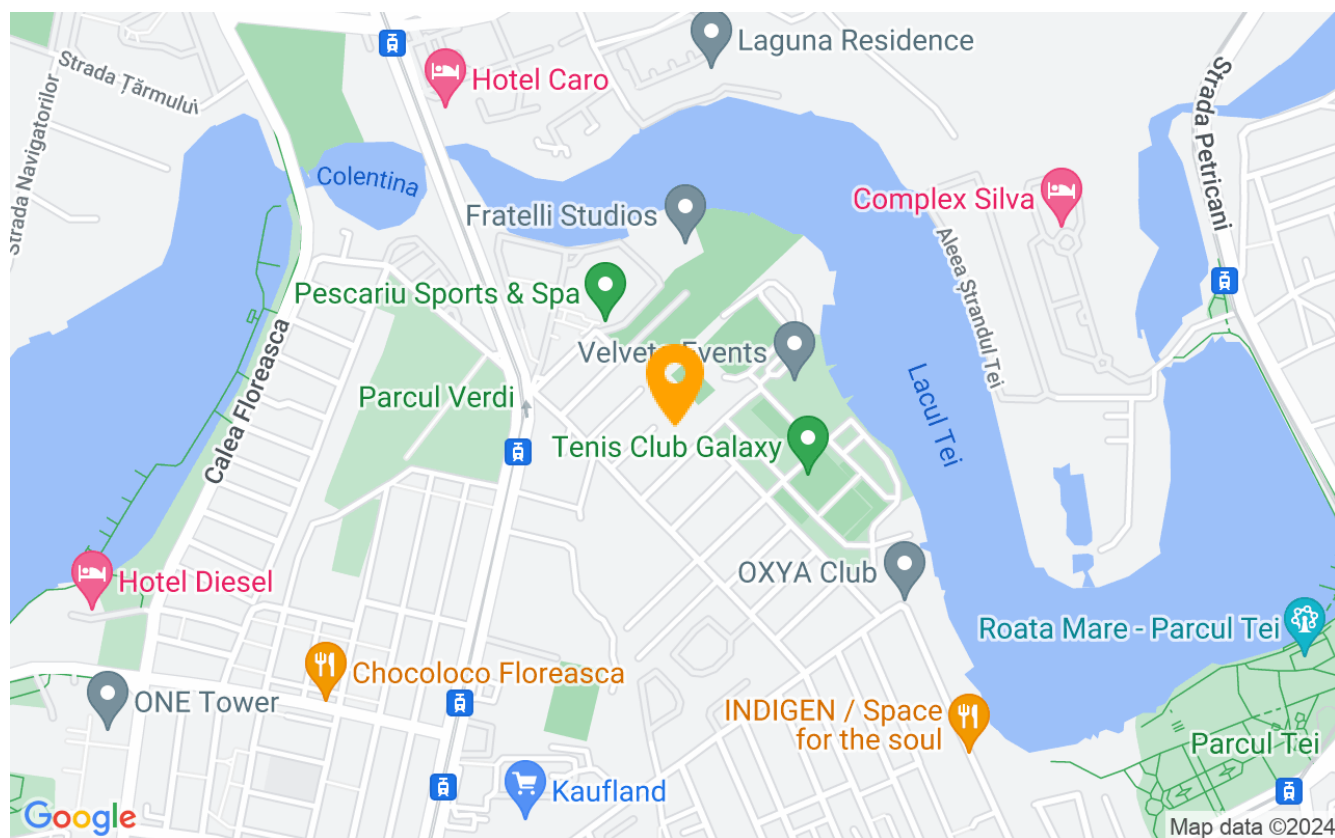 Laguna Residence
Strada Țărmului
Hotel Caro
Strada Petricani
Strada Navigatorilor
Colentina
Complex Silva
Fratelli Studios
Aleea Ștrandul Tei
Pescariu Sports & Spa
Calea Floreasca
Events
Parcul Verdi
Lacul Tei
Tenis Club Galaxy
Hotel Diesel
OXYA Club
Roata Mare - Parcul Tei
Chocoloco Floreasca
ONE Tower
INDIGEN / Space
for the soul
Parcul Tei
Kaufland
Google
Map data ©2024